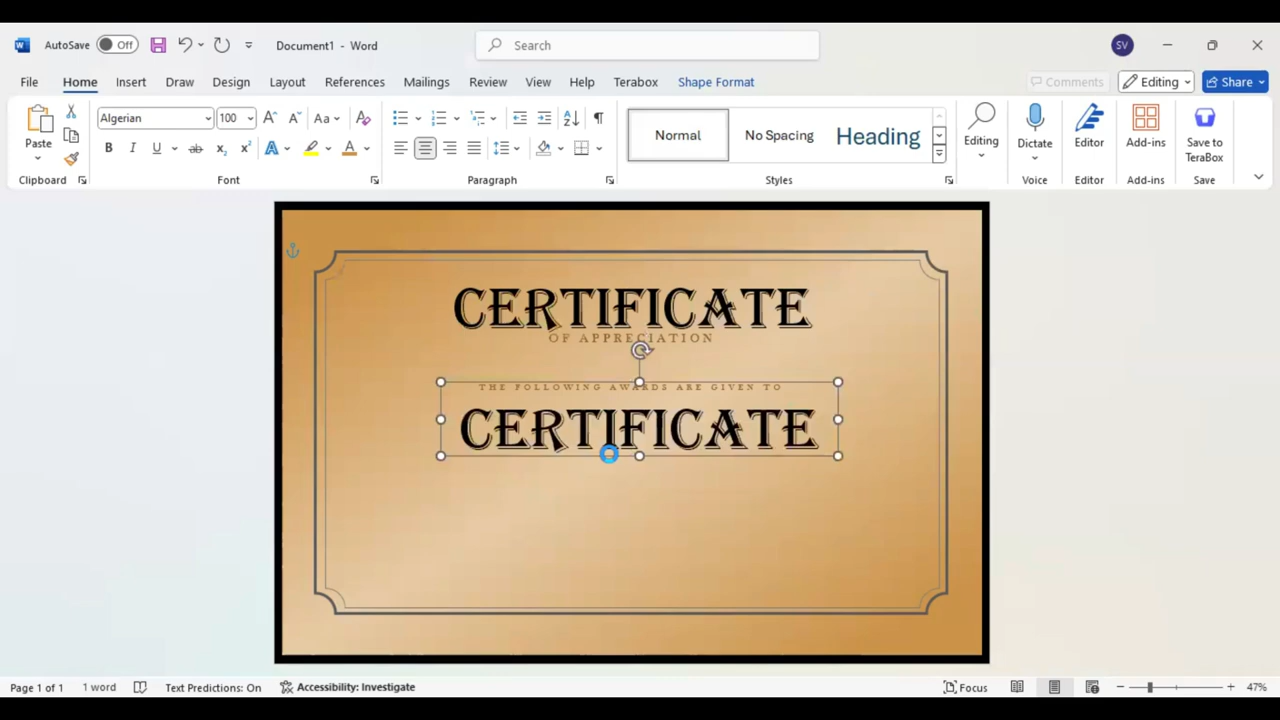 AutoSave Off Document1 - Word Search SV
File Home Insert Draw Design Layout References Mailings Review View Help Terabox Shape Format Comments Editing Share
Paste Algerian 100 Normal No Spacing Heading Editing Dictate Editor Add-ins Save to TeraBox
Clipboard Font Paragraph Styles Voice Editor Add-ins Save
CERTIFICATE
OF APPRECIATION
THE FOLLOWING AWARDS ARE GIVEN TO
CERTIFICATE
Page 1 of 1 1 word Text Predictions: On Accessibility: Investigate Focus 47%